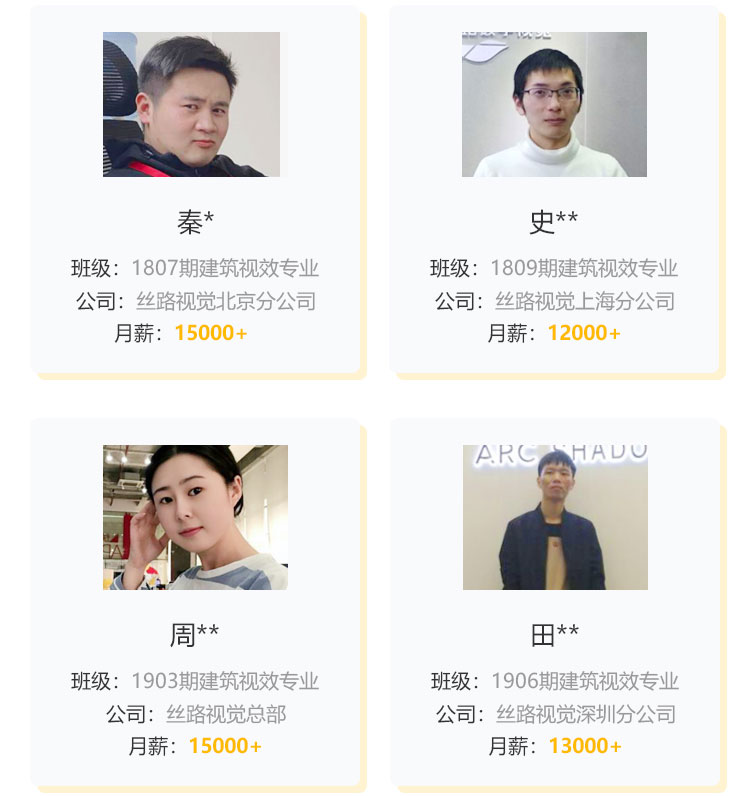 秦*
班级：1807期建筑视效专业
公司：丝路视觉北京分公司
月薪：15000+
史**
班级：1809期建筑视效专业
公司：丝路视觉上海分公司
月薪：12000+
ARC SHADO
周**
班级：1903期建筑视效专业
公司：丝路视觉总部
月薪：15000+
田**
班级：1906期建筑视效专业
公司：丝路视觉深圳分公司
月薪：13000+